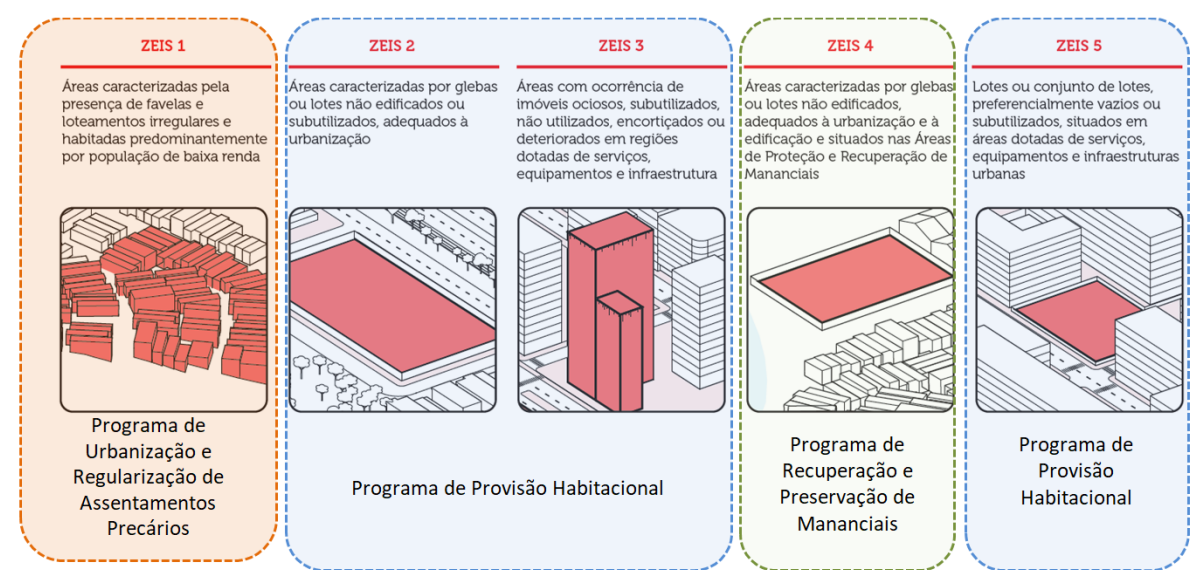 ZEIS 1
Áreas caracterizadas pela
presença de favelas e
loteamentos irregulares e
habitadas predominantemente
por população de baixa renda
Programa de
Urbanização e
Regularização de
Assentamentos
Precários
ZEIS 2
Áreas caracterizadas por glebas
ou lotes não edificados ou
subutilizados, adequados à
urbanização
ZEIS 3
Áreas com ocorrência de
imóveis ociosos, subutilizados,
não utilizados, encortiçados ou
deteriorados em regiões
dotadas de serviços,
equipamentos e infraestrutura
Programa de Provisão Habitacional
ZEIS 4
Áreas caracterizadas por glebas
ou lotes não edificados,
adequados à urbanização e à
edificação e situados nas Áreas
de Proteção e Recuperação de
Mananciais
Programa de
Recuperação e
Preservação de
Mananciais
ZEIS 5
Lotes ou conjunto de lotes,
preferencialmente vazios ou
subutilizados, situados em
áreas dotadas de serviços,
equipamentos e infraestruturas
urbanas
Programa de
Provisão
Habitacional